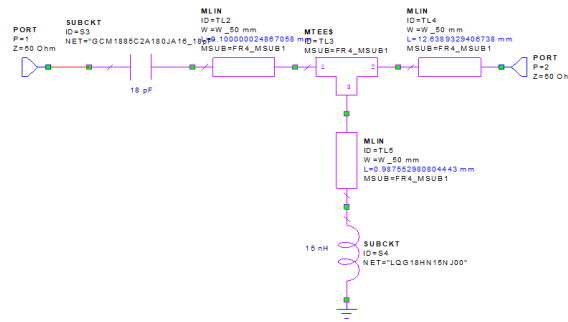 PORT
P=1
Z=50 Ohm
SUBCKT
ID=S3
NET="GCM1885C2A180JA16_18pF"
18 pF
MLIN
ID=TL2
W=W_50 mm
L=9.100000024867058 mm
MSUB=FR4_MSUB1
MTEE$
ID=TL3
MSUB=FR4_MSUB1
1
2
3
MLIN
ID=TL4
W=W_50 mm
L=12.6389329406738 mm
MSUB=FR4_MSUB1
PORT
P=2
Z=50 Oh
MLIN
ID=TL5
W=W_50 mm
L=0.987552980804443 mm
MSUB=FR4_MSUB1
15 nH
SUBCKT
ID=S4
NET="LQG18HN15NJ00"